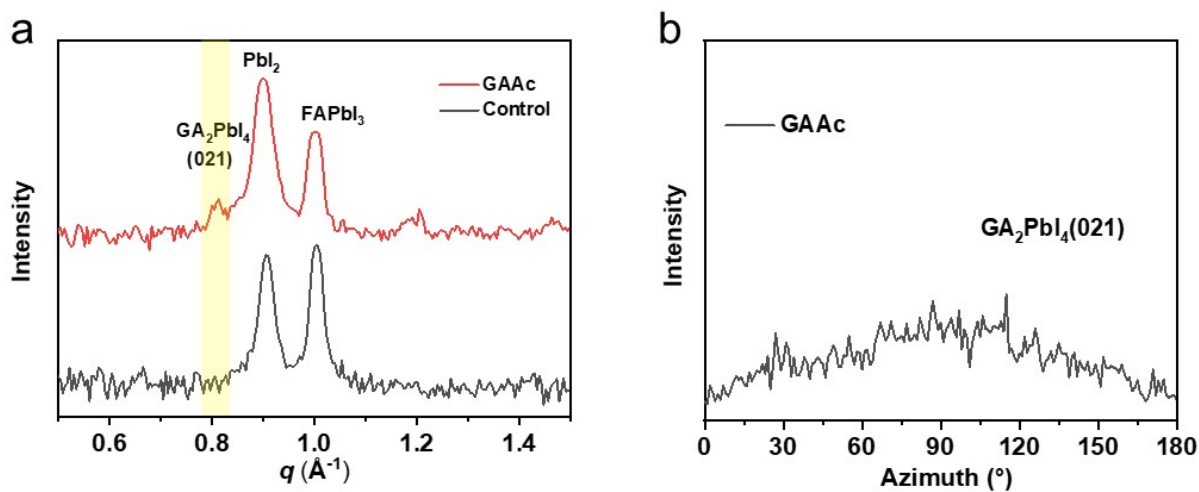 a
PbI₂
GAAc
Control
FAPbI₃
GA₂PbI₄
(021)
Intensity
0.6 0.8 1.0 1.2 1.4
q (Å⁻¹)
b
GAAc
GA₂PbI₄(021)
Intensity
0 30 60 90 120 150 180
Azimuth (°)